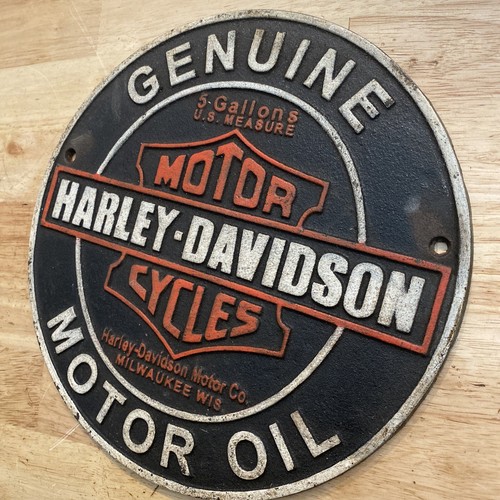 GENUINE
5-Gallons
U.S. MEASURE
MOTOR
HARLEY-DAVIDSON
CYCLES
Harley-Davidson Motor Co.
MILWAUKEE WIS
MOTOR OIL